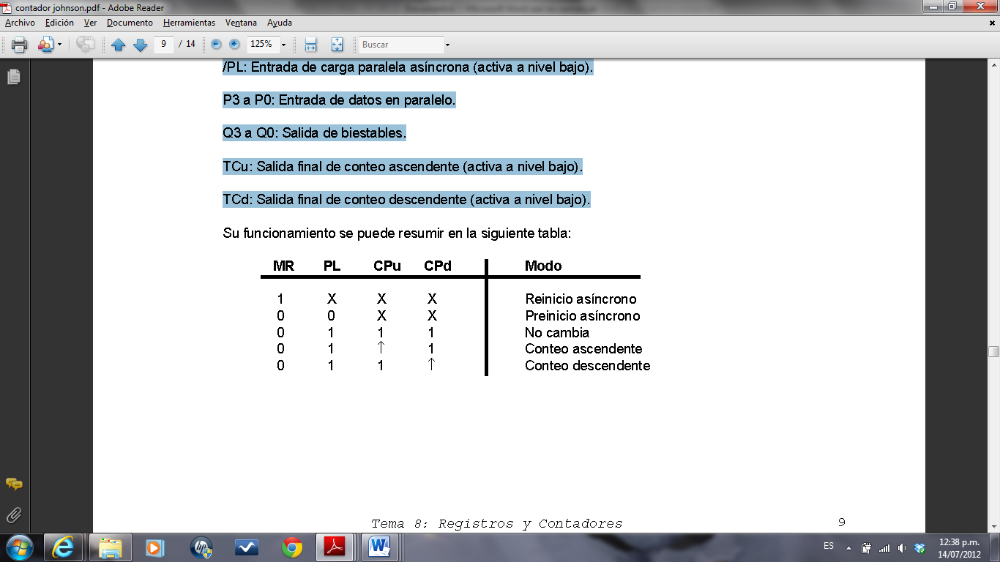 contador johnson.pdf - Adobe Reader
Archivo Edición Ver Documento Herramientas Ventana Ayuda
9 / 14 125% Buscar
/PL: Entrada de carga paralela asíncrona (activa a nivel bajo).
P3 a P0: Entrada de datos en paralelo.
Q3 a Q0: Salida de biestables.
TCu: Salida final de conteo ascendente (activa a nivel bajo).
TCd: Salida final de conteo descendente (activa a nivel bajo).
Su funcionamiento se puede resumir en la siguiente tabla:
MR PL CPu CPd Modo
1 X X X Reinicio asíncrono
0 0 X X Preinicio asíncrono
0 1 1 1 No cambia
0 1 ↑ 1 Conteo ascendente
0 1 1 ↑ Conteo descendente
Tema 8: Registros y Contadores 9
ES 12:38 p.m.
14/07/2012